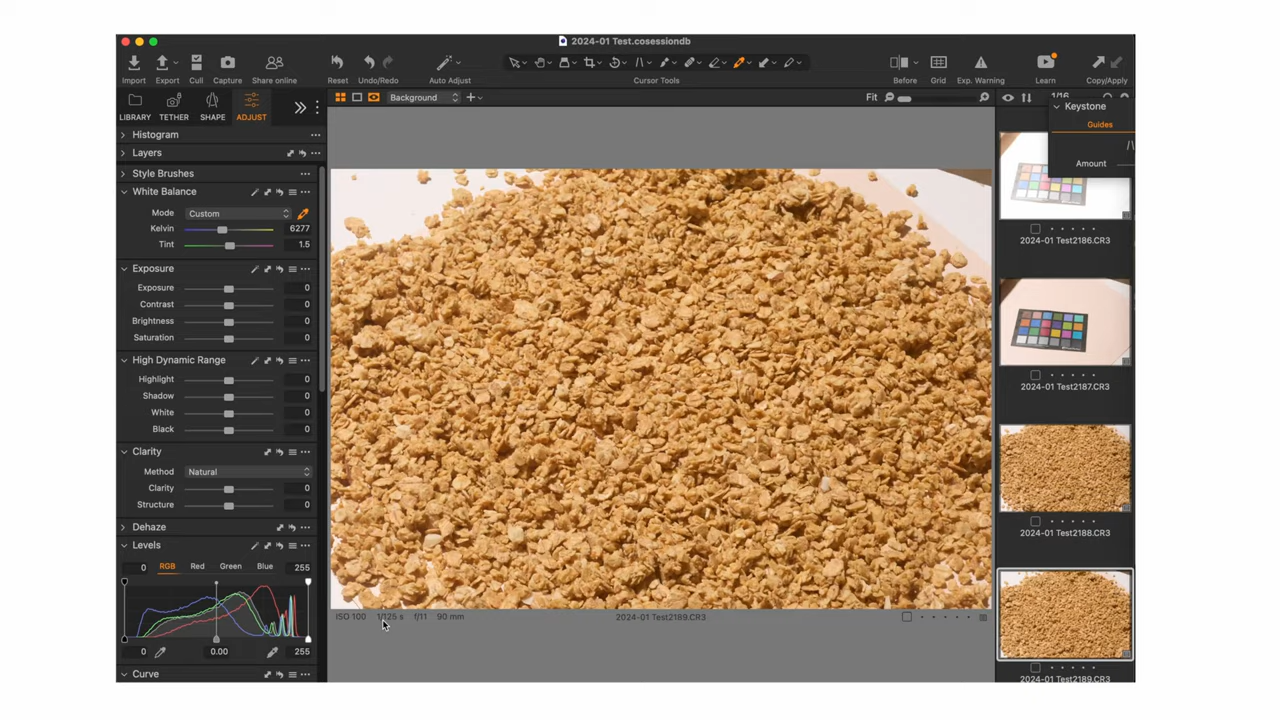 2024-01 Test.cosessiondb
Import Export Cull Capture Share online Reset Undo/Redo Auto Adjust Cursor Tools Before Grid Exp. Warning Learn Copy/Apply
LIBRARY TETHER SHAPE ADJUST
Background
Fit
1/16
Histogram
Layers
Style Brushes
White Balance
Mode Custom
Kelvin 6277
Tint 1.5
Exposure
Exposure 0
Contrast 0
Brightness 0
Saturation 0
High Dynamic Range
Highlight 0
Shadow 0
White 0
Black 0
Clarity
Method Natural
Clarity 0
Structure 0
Dehaze
Levels
0 RGB Red Green Blue 255
0 0.00 255
Curve
ISO 100 1/125 s f/11 90 mm
2024-01 Test2189.CR3
Keystone
Guides
Amount
2024-01 Test2186.CR3
2024-01 Test2187.CR3
2024-01 Test2188.CR3
2024-01 Test2189.CR3